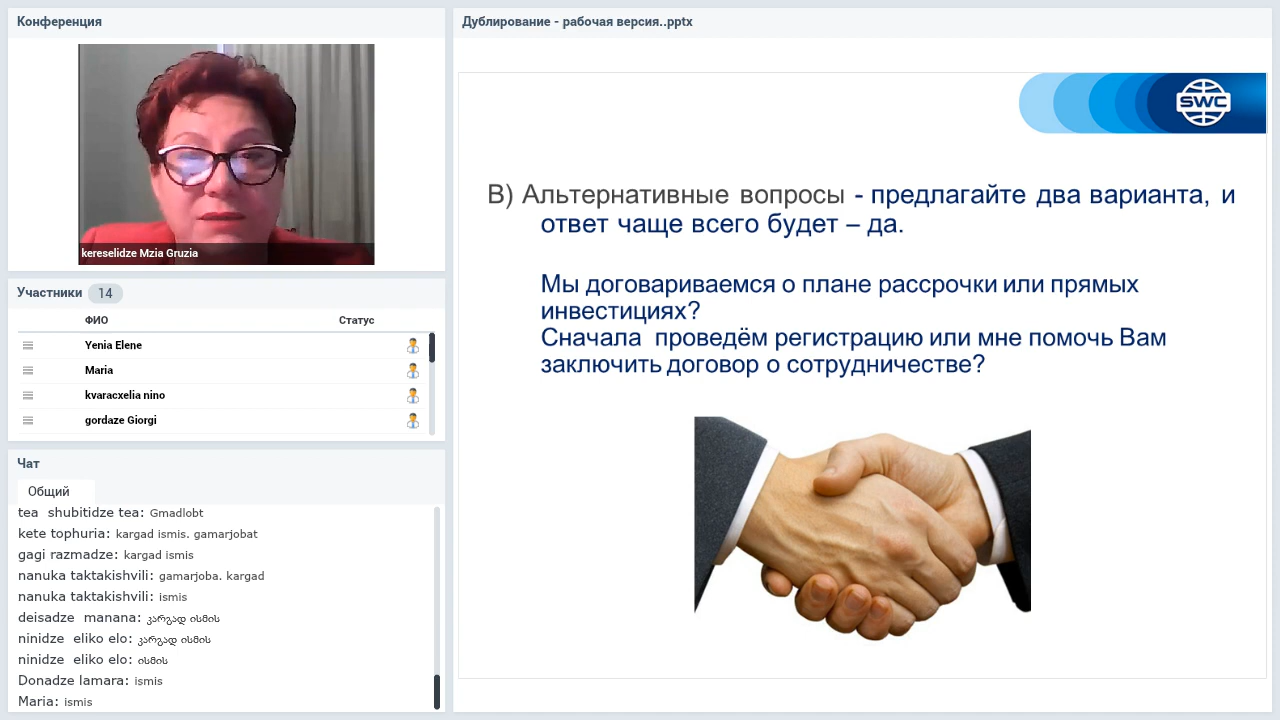 Конференция
kereselidze Mzia Gruzia
Участники 14
ФИО Статус
Yenia Elene
Maria
kvaracxelia nino
gordaze Giorgi
Чат
Общий
tea shubitidze tea: Gmadlobt
kete tophuria: kargad ismis. gamarjobat
gagi razmadze: kargad ismis
nanuka taktakishvili: gamarjoba. kargad
nanuka taktakishvili: ismis
deisadze manana: კარგად ისმის
ninidze eliko elo: კარგად ისმის
ninidze eliko elo: ისმის
Donadze lamara: ismis
Maria: ismis
Дублирование - рабочая версия..pptx
SWC
В) Альтернативные вопросы - предлагайте два варианта, и
ответ чаще всего будет – да.
Мы договариваемся о плане рассрочки или прямых
инвестициях?
Сначала проведём регистрацию или мне помочь Вам
заключить договор о сотрудничестве?